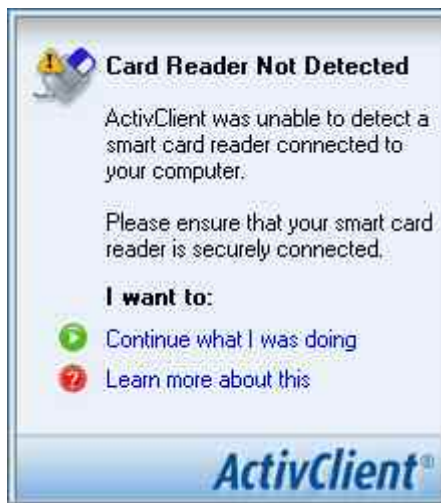 Card Reader Not Detected
ActivClient was unable to detect a
smart card reader connected to
your computer.
Please ensure that your smart card
reader is securely connected.
I want to:
Continue what I was doing
Learn more about this
ActivClient®